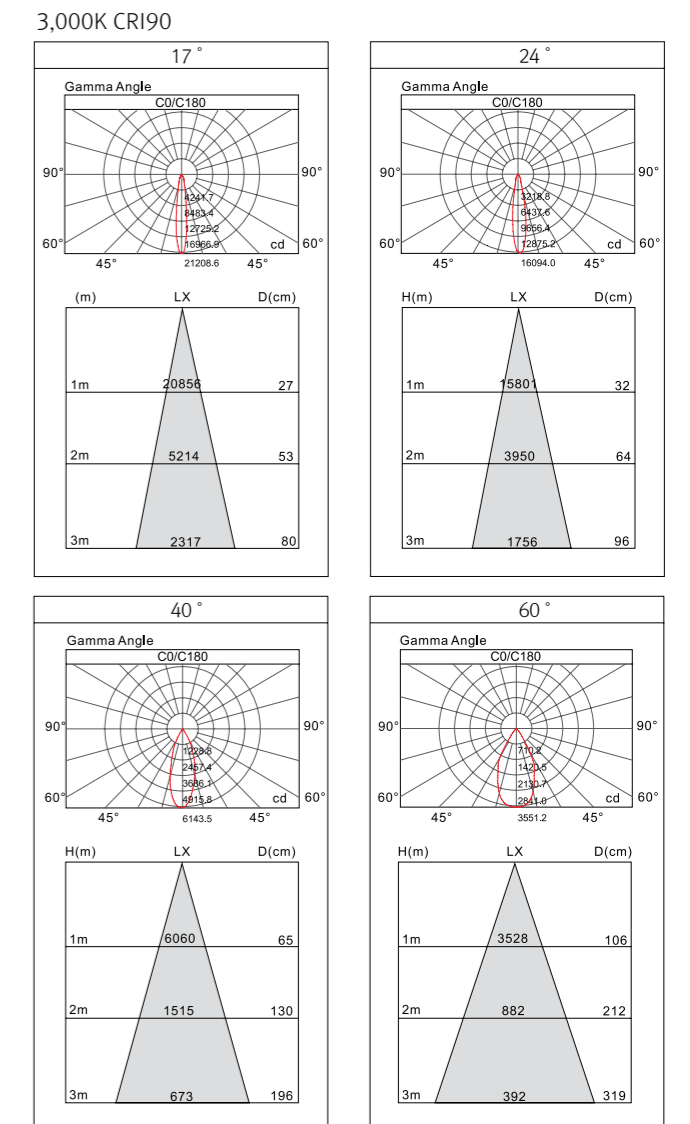 3,000K CRI90
17 °
Gamma Angle
C0/C180
90° 90°
4241.7
8483.4
12725.2
60° 16966.9 cd 60°
45° 21208.6 45°
(m) LX D(cm)
1m 20856 27
2m 5214 53
3m 2317 80
24 °
Gamma Angle
C0/C180
90° 90°
3218.8
6437.6
9656.4
60° 12875.2 cd 60°
45° 16094.0 45°
H(m) LX D(cm)
1m 15801 32
2m 3950 64
3m 1756 96
40 °
Gamma Angle
C0/C180
90° 90°
1228.8
2457.4
3686.1
60° 4915.8 cd 60°
45° 6143.5 45°
H(m) LX D(cm)
1m 6060 65
2m 1515 130
3m 673 196
60 °
Gamma Angle
C0/C180
90° 90°
710.2
1420.5
2130.7
60° 2841.0 cd 60°
45° 3551.2 45°
H(m) LX D(cm)
1m 3528 106
2m 882 212
3m 392 319